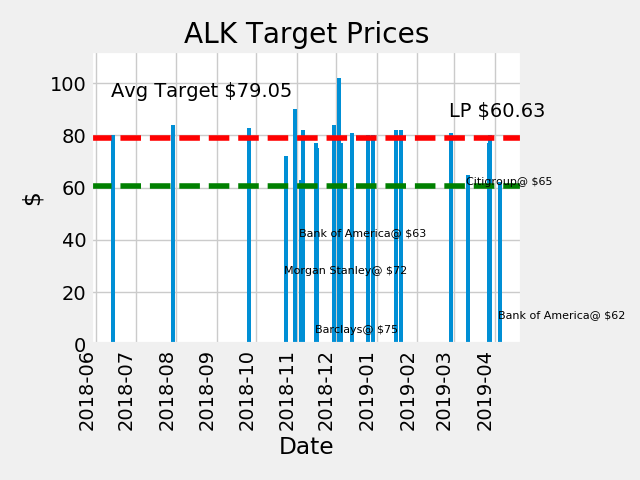 ALK Target Prices
Avg Target $79.05
LP $60.63
Citigroup@ $65
Bank of America@ $63
Morgan Stanley@ $72
Bank of America@ $62
Barclays@ $75
$
100
80
60
40
20
0
2018-06
2018-07
2018-08
2018-09
2018-10
2018-11
2018-12
2019-01
2019-02
2019-03
2019-04
Date